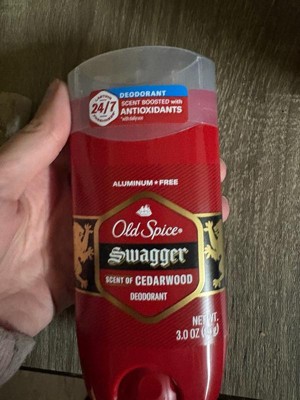 DEODORANT
24/7
SCENT BOOSTED with
ANTIOXIDANTS
ALUMINUM • FREE
Old Spice
Swagger
SCENT OF CEDARWOOD
DEODORANT
NET WT.
3.0 OZ